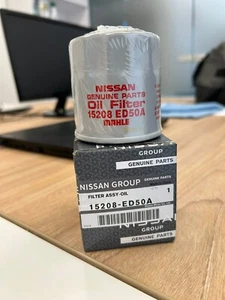 NISSAN
GENUINE PARTS
Oil Filter
15208 ED50A
MAHLE
GROUP
GENUINE PARTS
NISSAN GROUP
GENUINE PARTS
FILTER ASSY-OIL
1
15208-ED50A